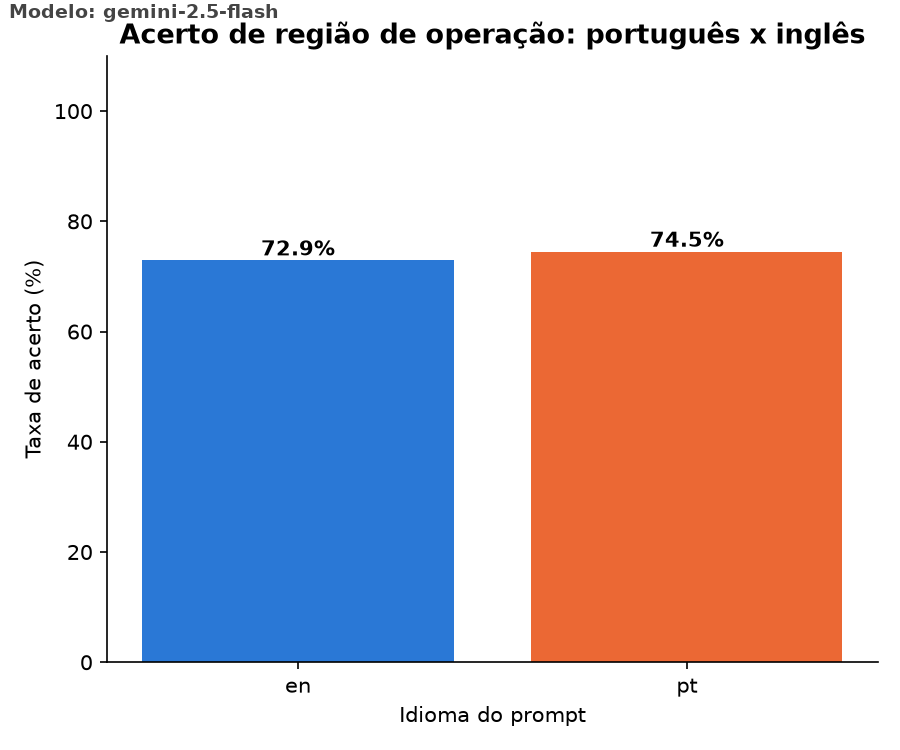 Modelo: gemini-2.5-flash
Acerto de região de operação: português x inglês
Taxa de acerto (%)
100
80
60
40
20
0
72.9%
74.5%
en
pt
Idioma do prompt